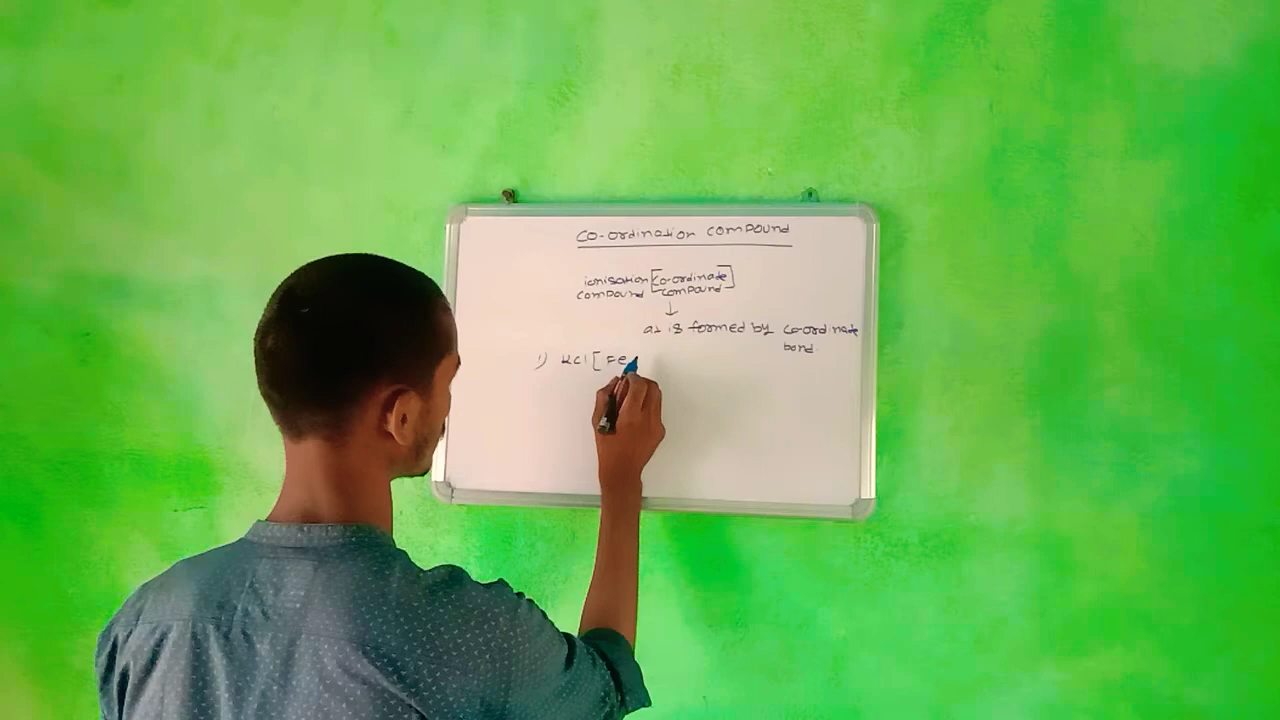 CO-ordination compound
ionisation [co-ordinate]
compound compound
↓
as is formed by co-ordinate
bond.
1) KCl [Fe